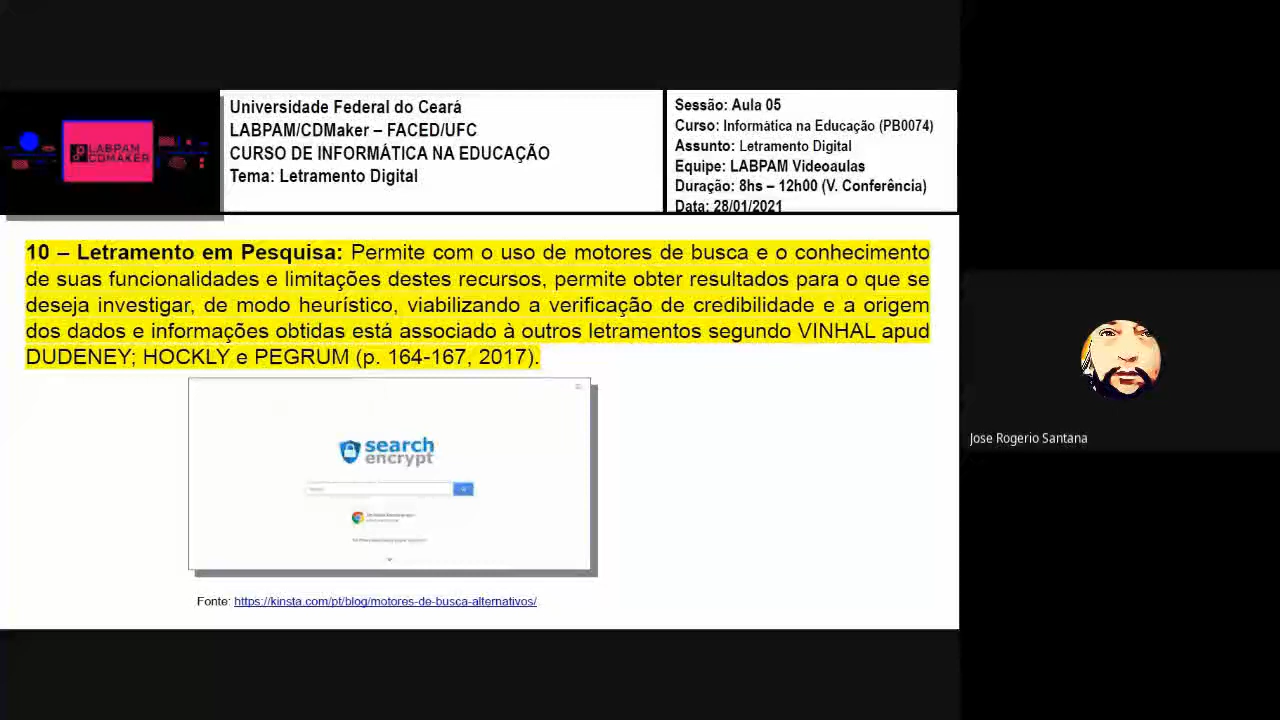 LABPAM
CDMAKER
Universidade Federal do Ceará
LABPAM/CDMaker – FACED/UFC
CURSO DE INFORMÁTICA NA EDUCAÇÃO
Tema: Letramento Digital
Sessão: Aula 05
Curso: Informática na Educação (PB0074)
Assunto: Letramento Digital
Equipe: LABPAM Videoaulas
Duração: 8hs – 12h00 (V. Conferência)
Data: 28/01/2021
10 – Letramento em Pesquisa: Permite com o uso de motores de busca e o conhecimento
de suas funcionalidades e limitações destes recursos, permite obter resultados para o que se
deseja investigar, de modo heurístico, viabilizando a verificação de credibilidade e a origem
dos dados e informações obtidas está associado à outros letramentos segundo VINHAL apud
DUDENEY; HOCKLY e PEGRUM (p. 164-167, 2017).
search
encrypt
Fonte: https://kinsta.com/pt/blog/motores-de-busca-alternativos/
Jose Rogerio Santana